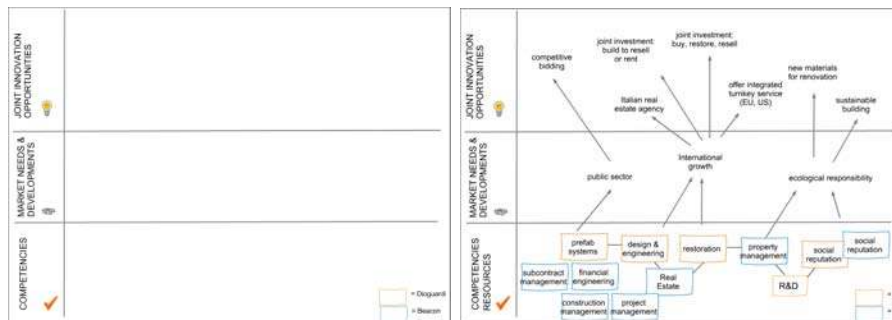 JOINT INNOVATION
OPPORTUNITIES
MARKET NEEDS &
DEVELOPMENTS
COMPETENCIES
= Dioguardi
= Beacon
JOINT INNOVATION
OPPORTUNITIES
competitive
bidding
joint investment:
build to resell
or rent
joint investment:
buy, restore, resell
Italian real
estate agency
offer integrated
turnkey service
(EU, US)
new materials
for renovation
sustainable
building
MARKET NEEDS &
DEVELOPMENTS
public sector
International
growth
ecological responsibility
COMPETENCIES
RESOURCES
prefab
systems
design &
engineering
restoration
property
management
social
reputation
social
reputation
subcontract
management
financial
engineering
Real
Estate
R&D
construction
management
project
management
=
=